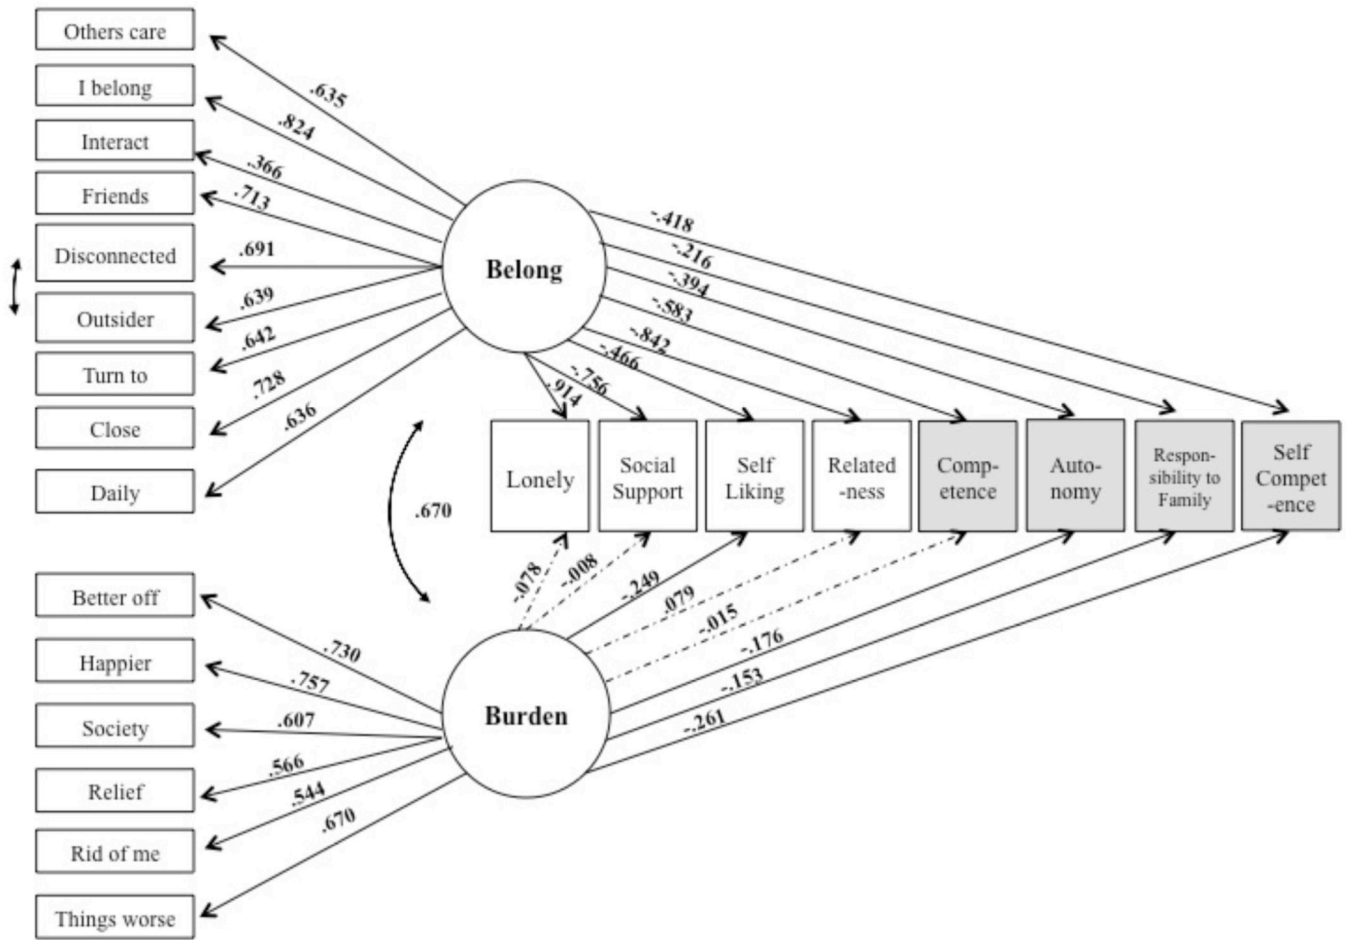 Others care
I belong
Interact
Friends
Disconnected
Outsider
Turn to
Close
Daily
.635
.824
.366
.713
.691
.639
.642
.728
.636
Belong
-.418
-.216
-.394
-.583
-.842
-.466
-.756
.914
.670
Lonely
Social
Support
Self
Liking
Related
-ness
Comp-
etence
Auto-
nomy
Respon-
sibility to
Family
Self
Compet
-ence
-.078
-.008
-.249
.079
-.015
-.176
-.153
-.261
Burden
Better off
Happier
Society
Relief
Rid of me
Things worse
.730
.757
.607
.566
.544
.670